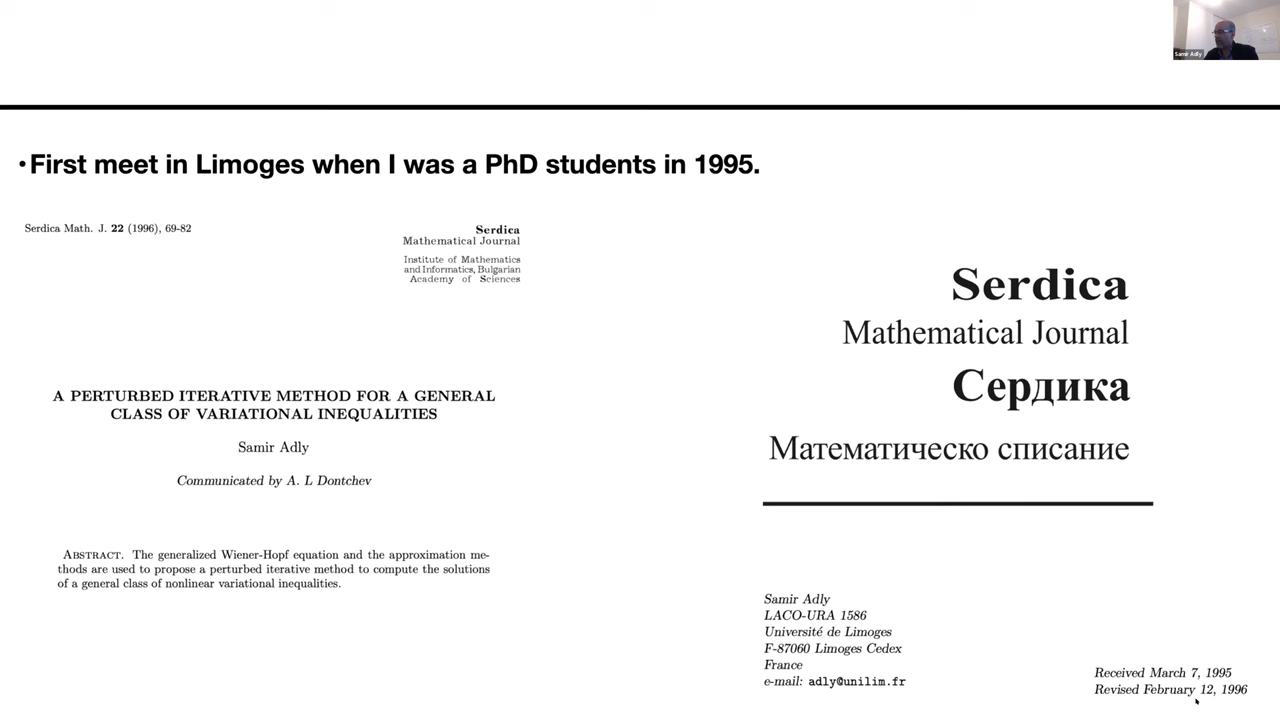 Samir Adly
•First meet in Limoges when I was a PhD students in 1995.
Serdica Math. J. 22 (1996), 69-82
Serdica
Mathematical Journal
Institute of Mathematics
and Informatics, Bulgarian
Academy of Sciences
A PERTURBED ITERATIVE METHOD FOR A GENERAL
CLASS OF VARIATIONAL INEQUALITIES
Samir Adly
Communicated by A. L Dontchev
ABSTRACT. The generalized Wiener-Hopf equation and the approximation me-
thods are used to propose a perturbed iterative method to compute the solutions
of a general class of nonlinear variational inequalities.
Serdica
Mathematical Journal
Сердика
Математическо списание
Samir Adly
LACO-URA 1586
Université de Limoges
F-87060 Limoges Cedex
France
e-mail: adly@unilim.fr
Received March 7, 1995
Revised February 12, 1996